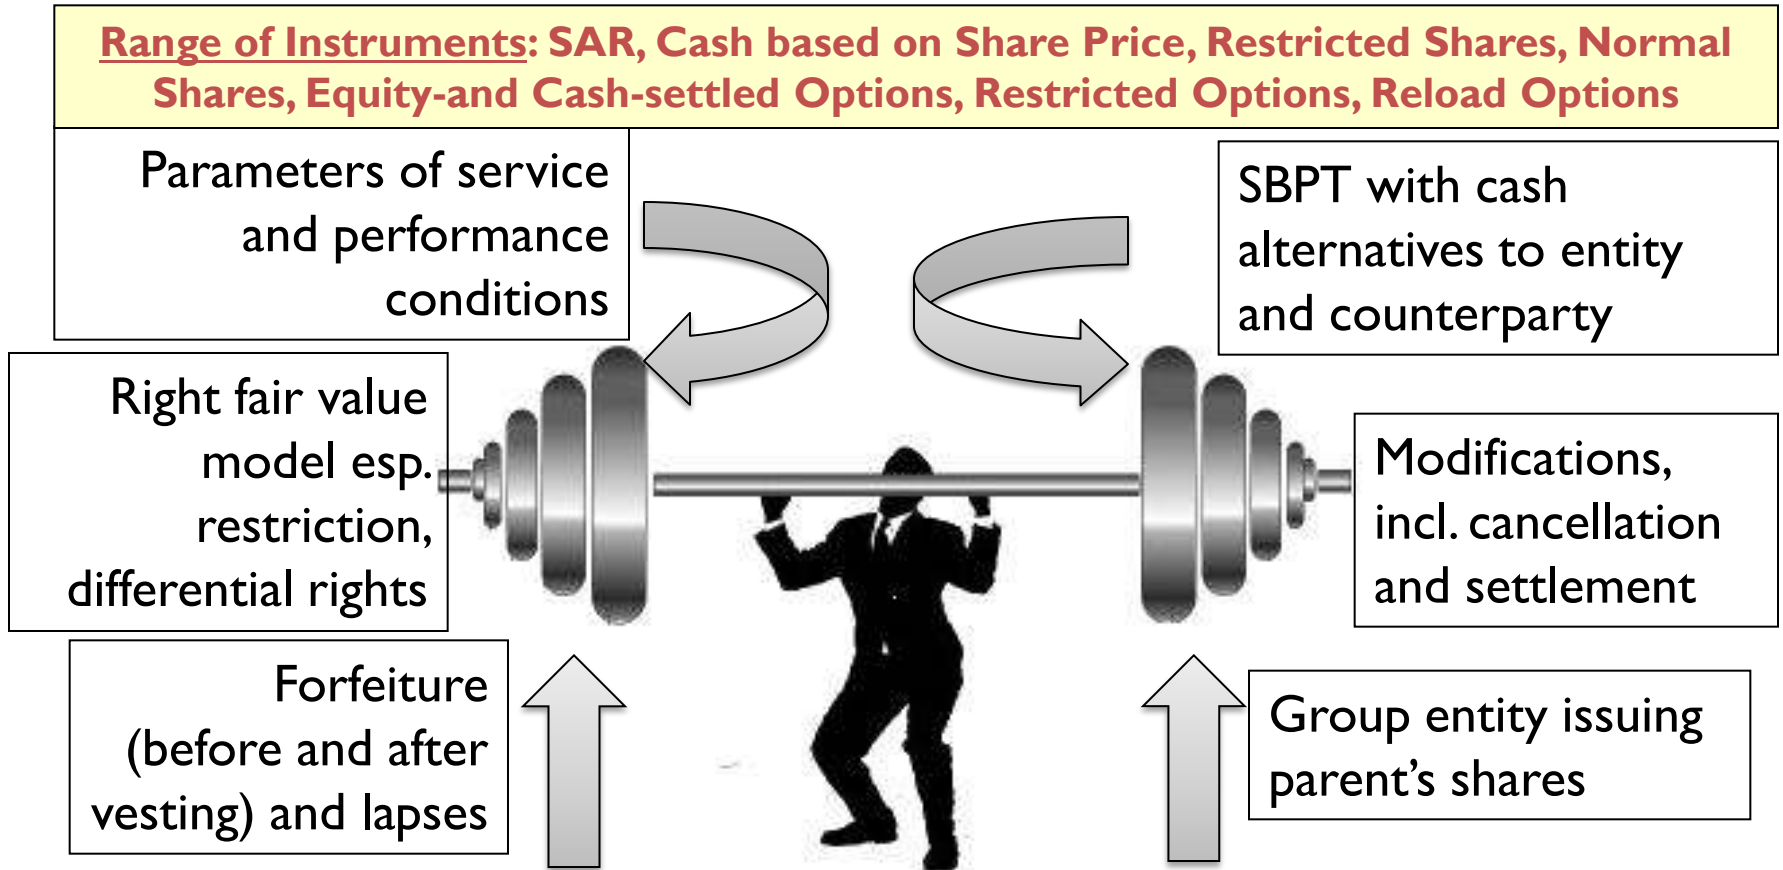 Range of Instruments: SAR, Cash based on Share Price, Restricted Shares, Normal
Shares, Equity-and Cash-settled Options, Restricted Options, Reload Options
Parameters of service
and performance
conditions
SBPT with cash
alternatives to entity
and counterparty
Right fair value
model esp.
restriction,
differential rights
Modifications,
incl. cancellation
and settlement
Forfeiture
(before and after
vesting) and lapses
Group entity issuing
parent’s shares